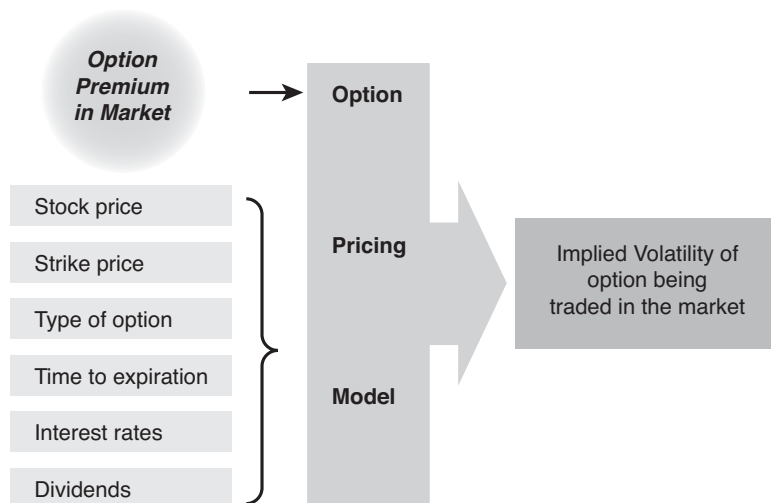 Option
Premium
in Market
Option
Stock price
Strike price
Type of option
Time to expiration
Interest rates
Dividends
Pricing
Model
Implied Volatility of
option being
traded in the market